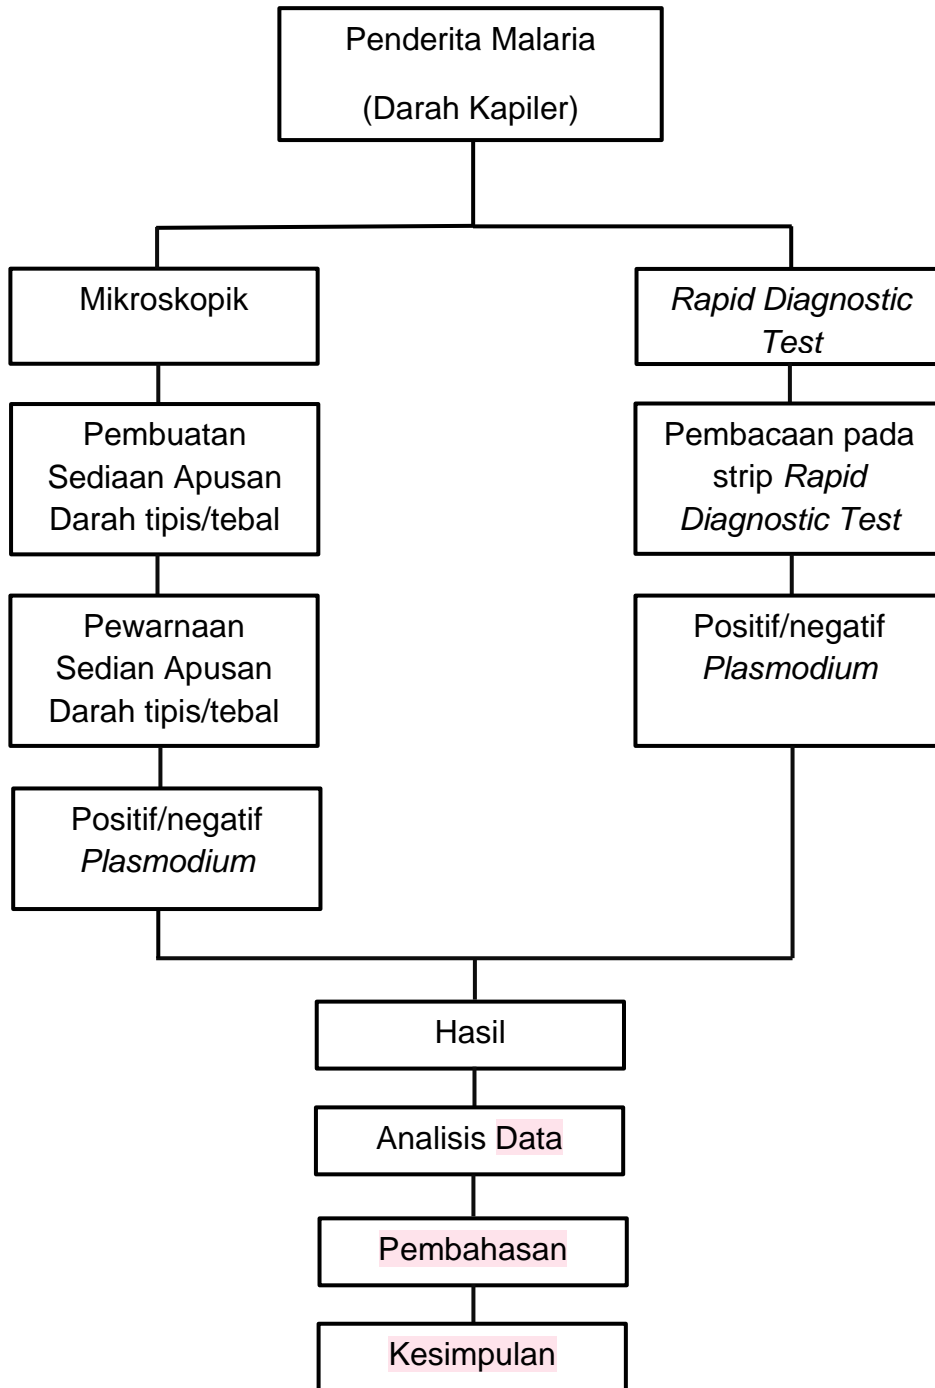 Penderita Malaria
(Darah Kapiler)
Mikroskopik
Rapid Diagnostic
Test
Pembuatan
Sediaan Apusan
Darah tipis/tebal
Pembacaan pada
strip Rapid
Diagnostic Test
Pewarnaan
Sedian Apusan
Darah tipis/tebal
Positif/negatif
Plasmodium
Positif/negatif
Plasmodium
Hasil
Analisis Data
Pembahasan
Kesimpulan